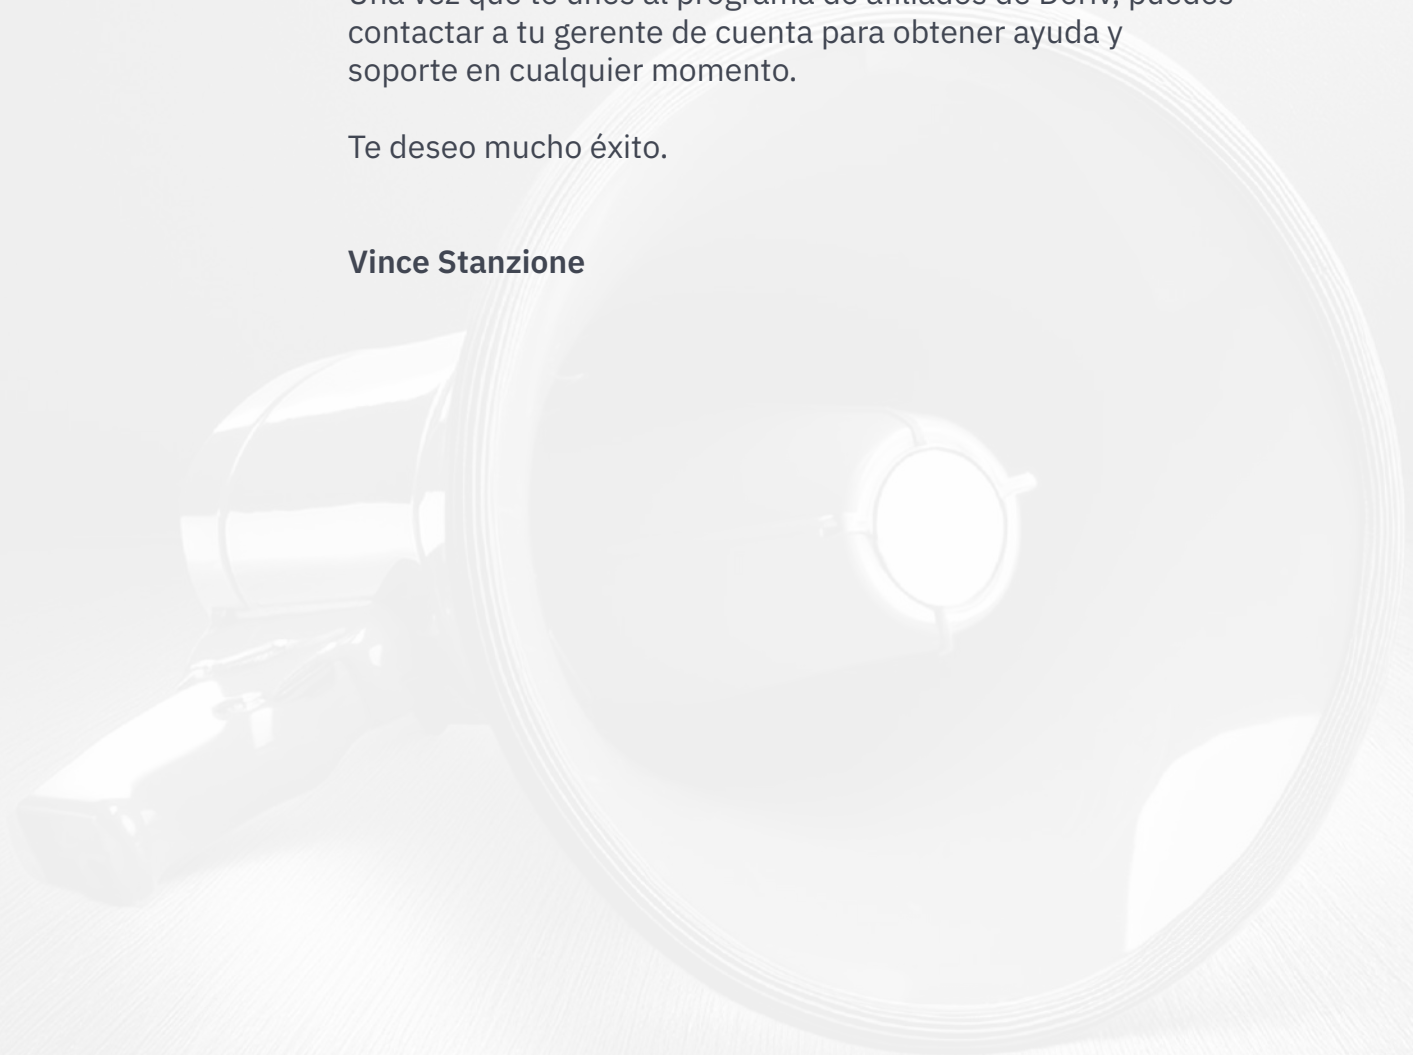 Una vez que te unes al programa de afiliados de Deriv, puedes
contactar a tu gerente de cuenta para obtener ayuda y
soporte en cualquier momento.
Te deseo mucho éxito.
Vince Stanzione